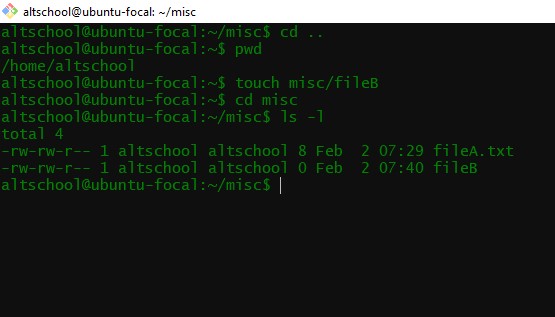 altschool@ubuntu-focal: ~/misc
altschool@ubuntu-focal:~/misc$ cd ..
altschool@ubuntu-focal:~$ pwd
/home/altschool
altschool@ubuntu-focal:~$ touch misc/fileB
altschool@ubuntu-focal:~$ cd misc
altschool@ubuntu-focal:~/misc$ ls -l
total 4
-rw-rw-r-- 1 altschool altschool 8 Feb  2 07:29 fileA.txt
-rw-rw-r-- 1 altschool altschool 0 Feb  2 07:40 fileB
altschool@ubuntu-focal:~/misc$